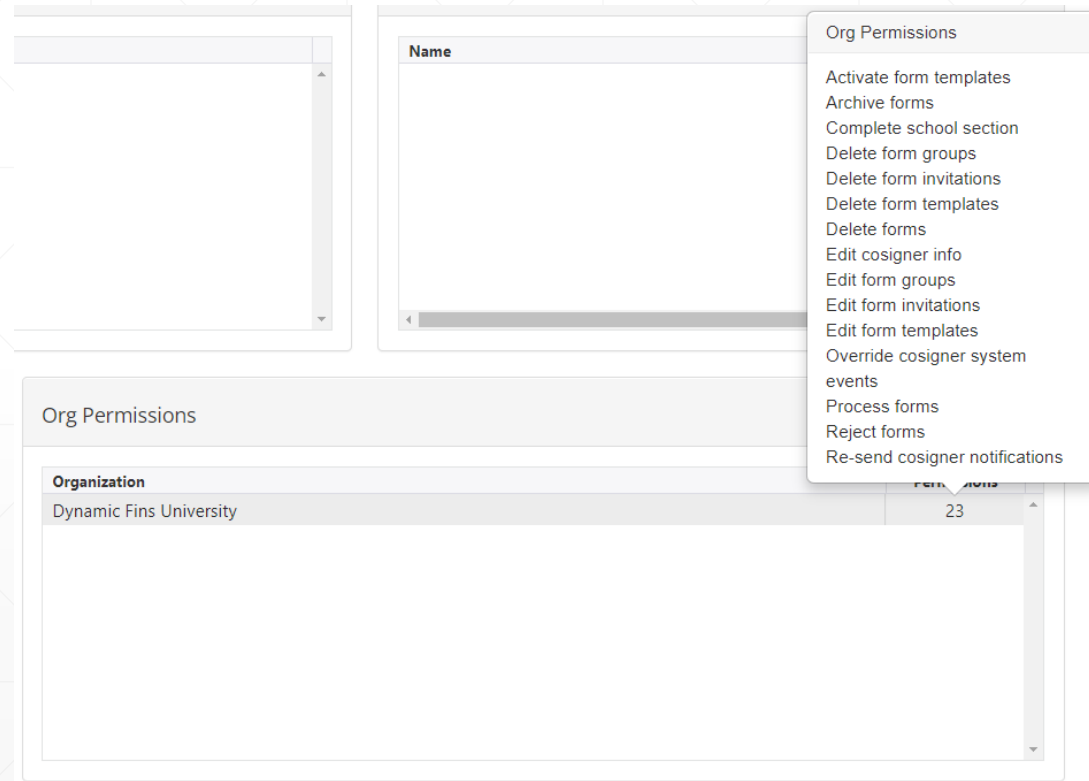 Name
Org Permissions
Activate form templates
Archive forms
Complete school section
Delete form groups
Delete form invitations
Delete form templates
Delete forms
Edit cosigner info
Edit form groups
Edit form invitations
Edit form templates
Override cosigner system
events
Process forms
Reject forms
Re-send cosigner notifications
Org Permissions
Organization
Permissions
Dynamic Fins University
23